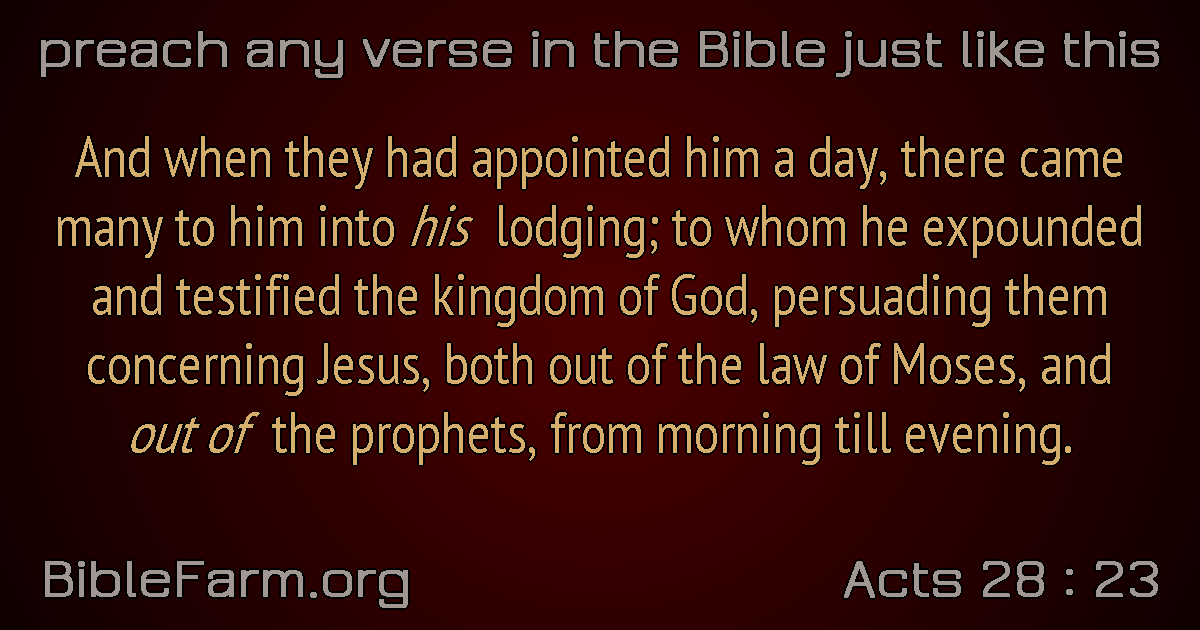 preach any verse in the Bible just like this
And when they had appointed him a day, there came
many to him into his lodging; to whom he expounded
and testified the kingdom of God, persuading them
concerning Jesus, both out of the law of Moses, and
out of the prophets, from morning till evening.
BibleFarm.org
Acts 28 : 23